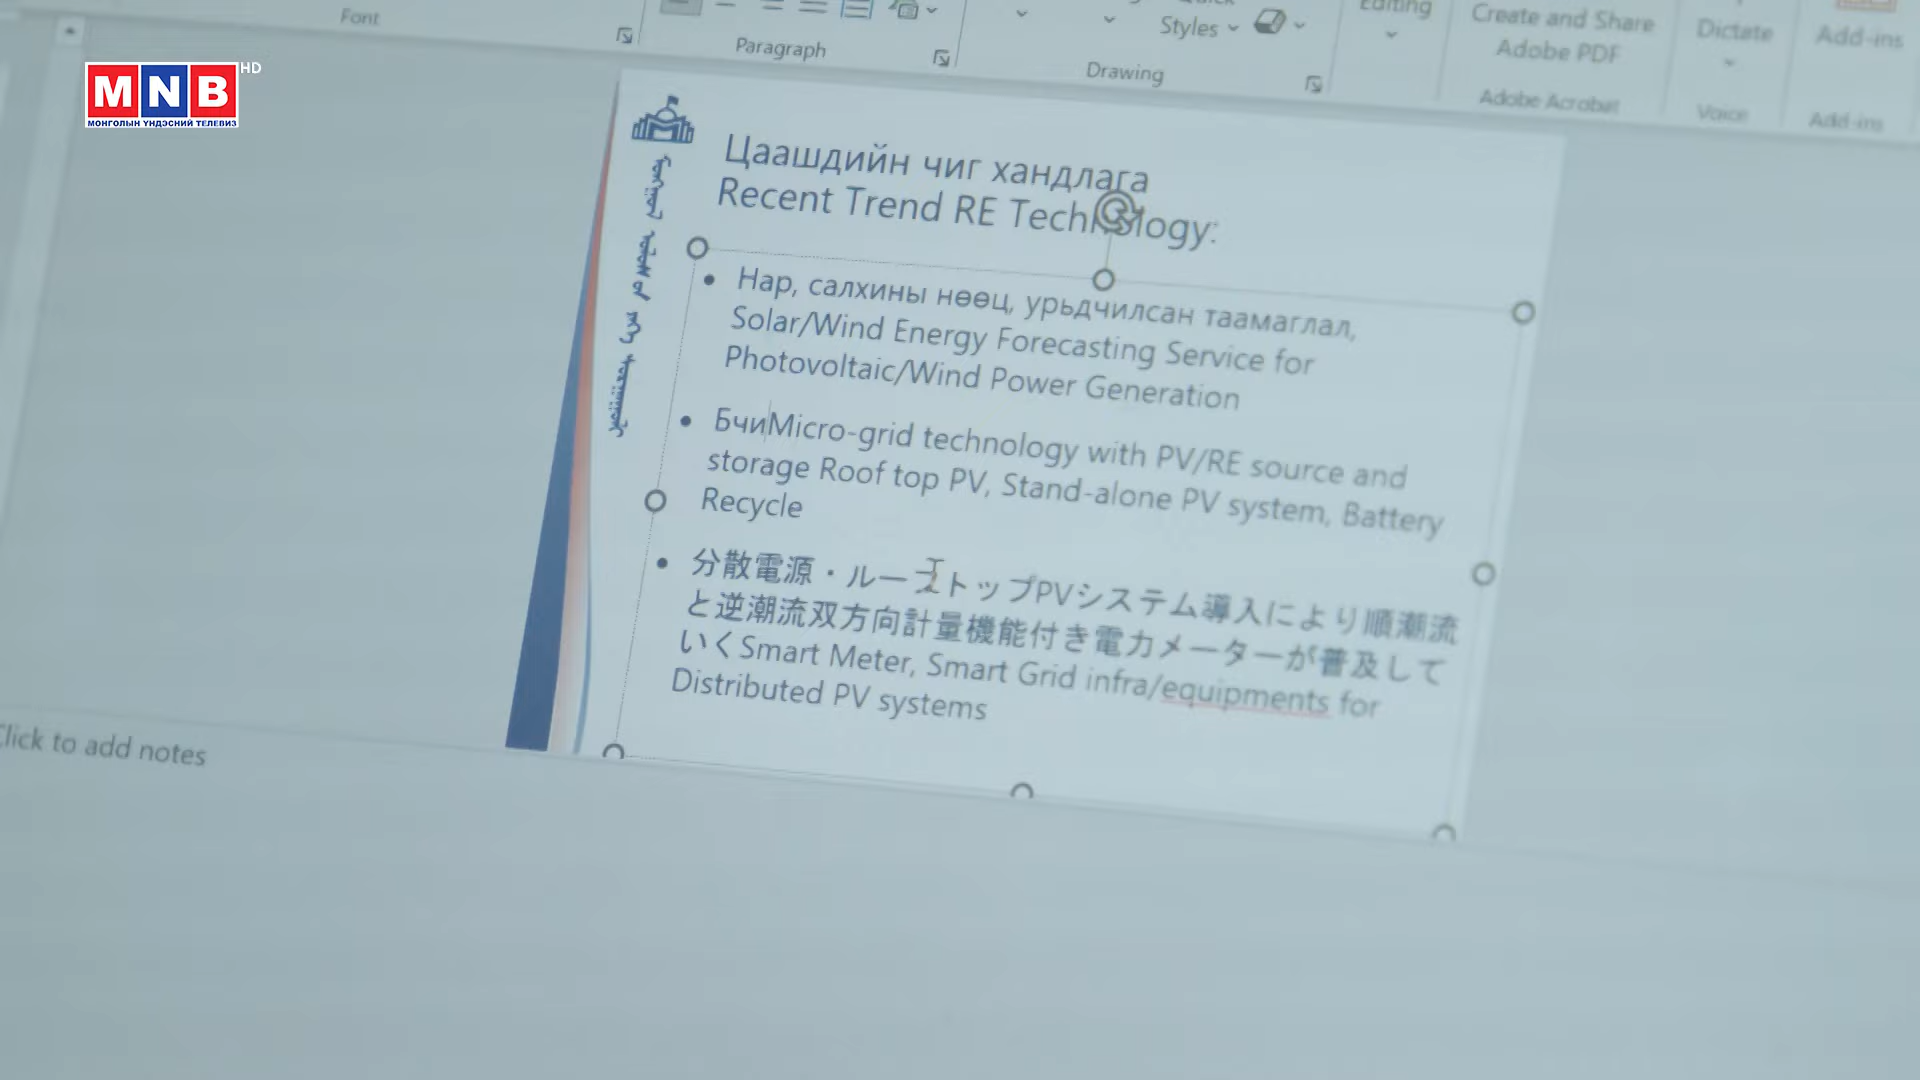 Font
Paragraph
Styles
Drawing
Editing
Create and Share
Adobe PDF
Adobe Acrobat
Dictate
Voice
Add-ins
Add-ins
MNB HD
МОНГОЛЫН ҮНДЭСНИЙ ТЕЛЕВИЗ
Цаашдийн чиг хандлага
Recent Trend RE Technology:
• Нар, салхины нөөц, урьдчилсан таамаглал,
Solar/Wind Energy Forecasting Service for
Photovoltaic/Wind Power Generation
• БчиMicro-grid technology with PV/RE source and
storage Roof top PV, Stand-alone PV system, Battery
Recycle
• 分散電源・ルーフトップPVシステム導入により順潮流
と逆潮流双方向計量機能付き電力メーターが普及して
いくSmart Meter, Smart Grid infra/equipments for
Distributed PV systems
Click to add notes